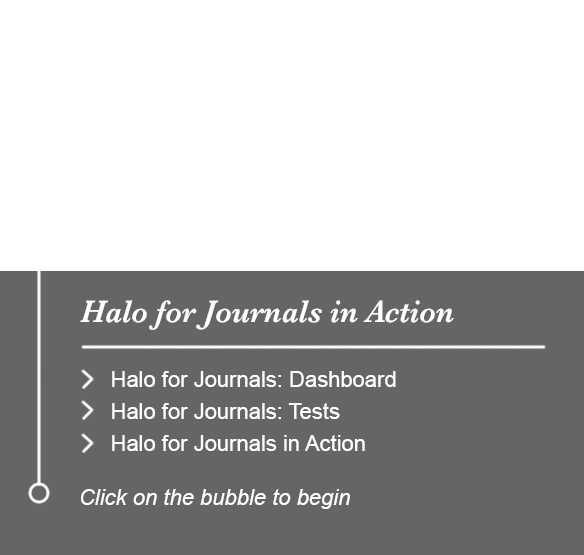 Halo for Journals in Action
Halo for Journals: Dashboard
Halo for Journals: Tests
Halo for Journals in Action
Click on the bubble to begin